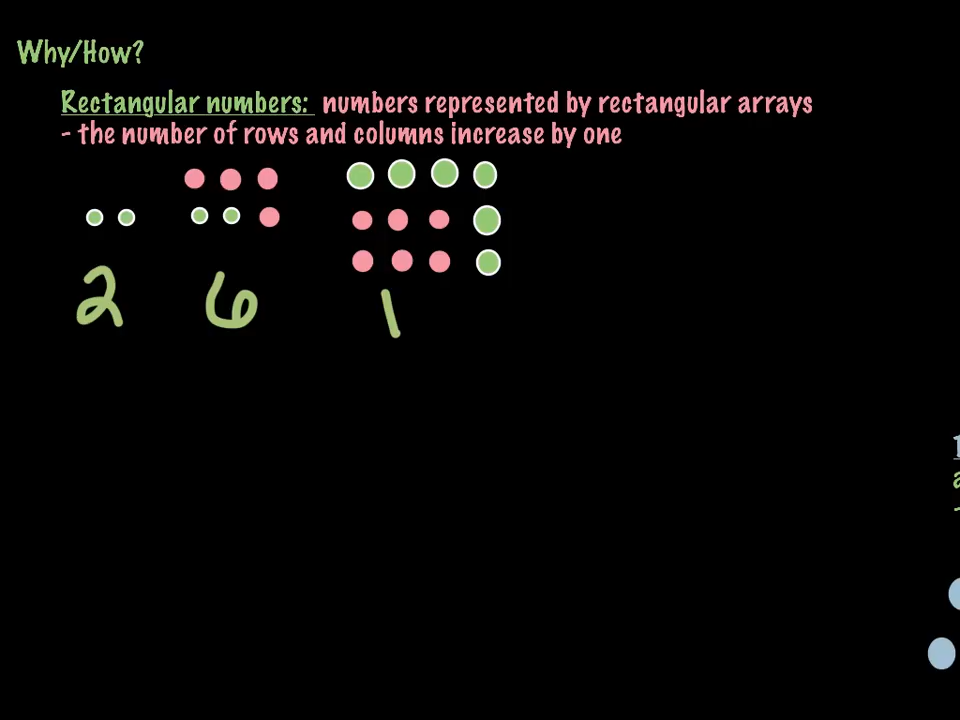 Why/How?
Rectangular numbers: numbers represented by rectangular arrays
- the number of rows and columns increase by one
2 6 1
-